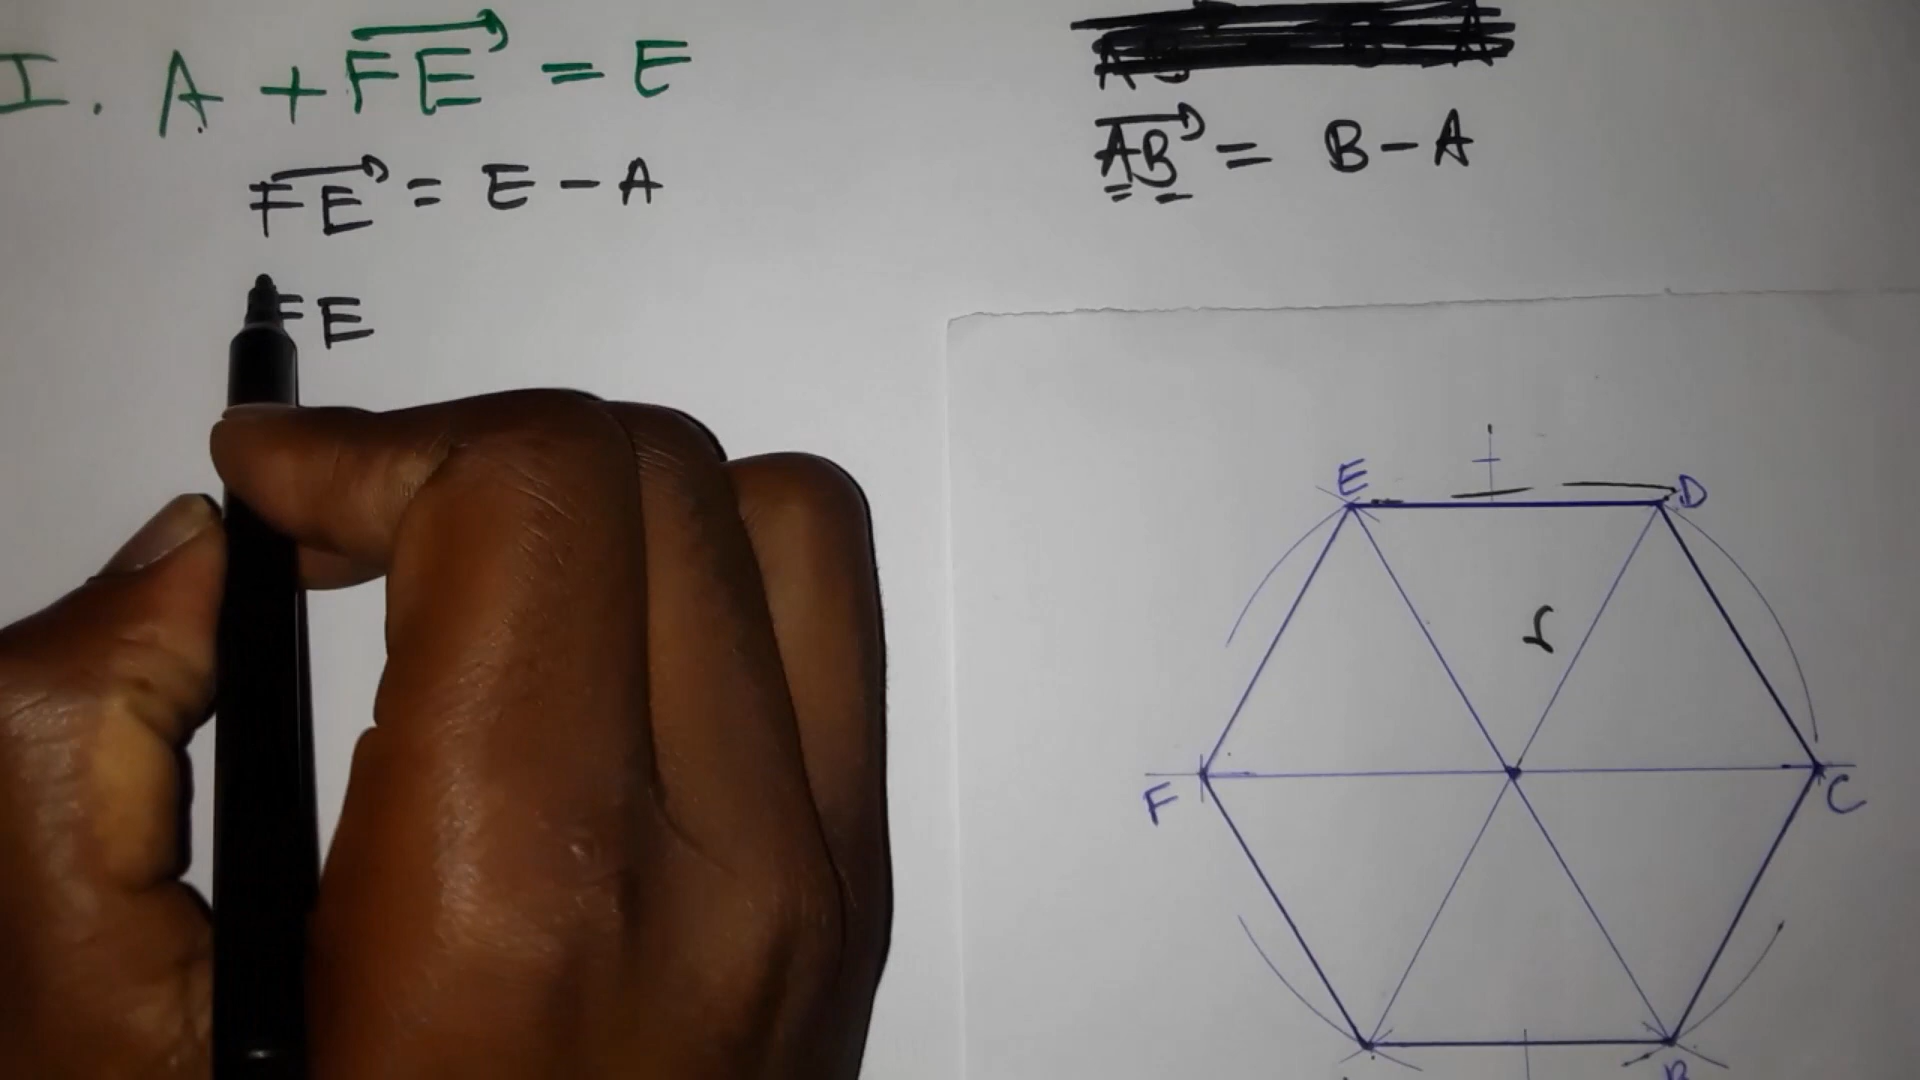 I. A + FE = E
FE = E - A
FE
AB = B - A
E
D
r
F
C
B